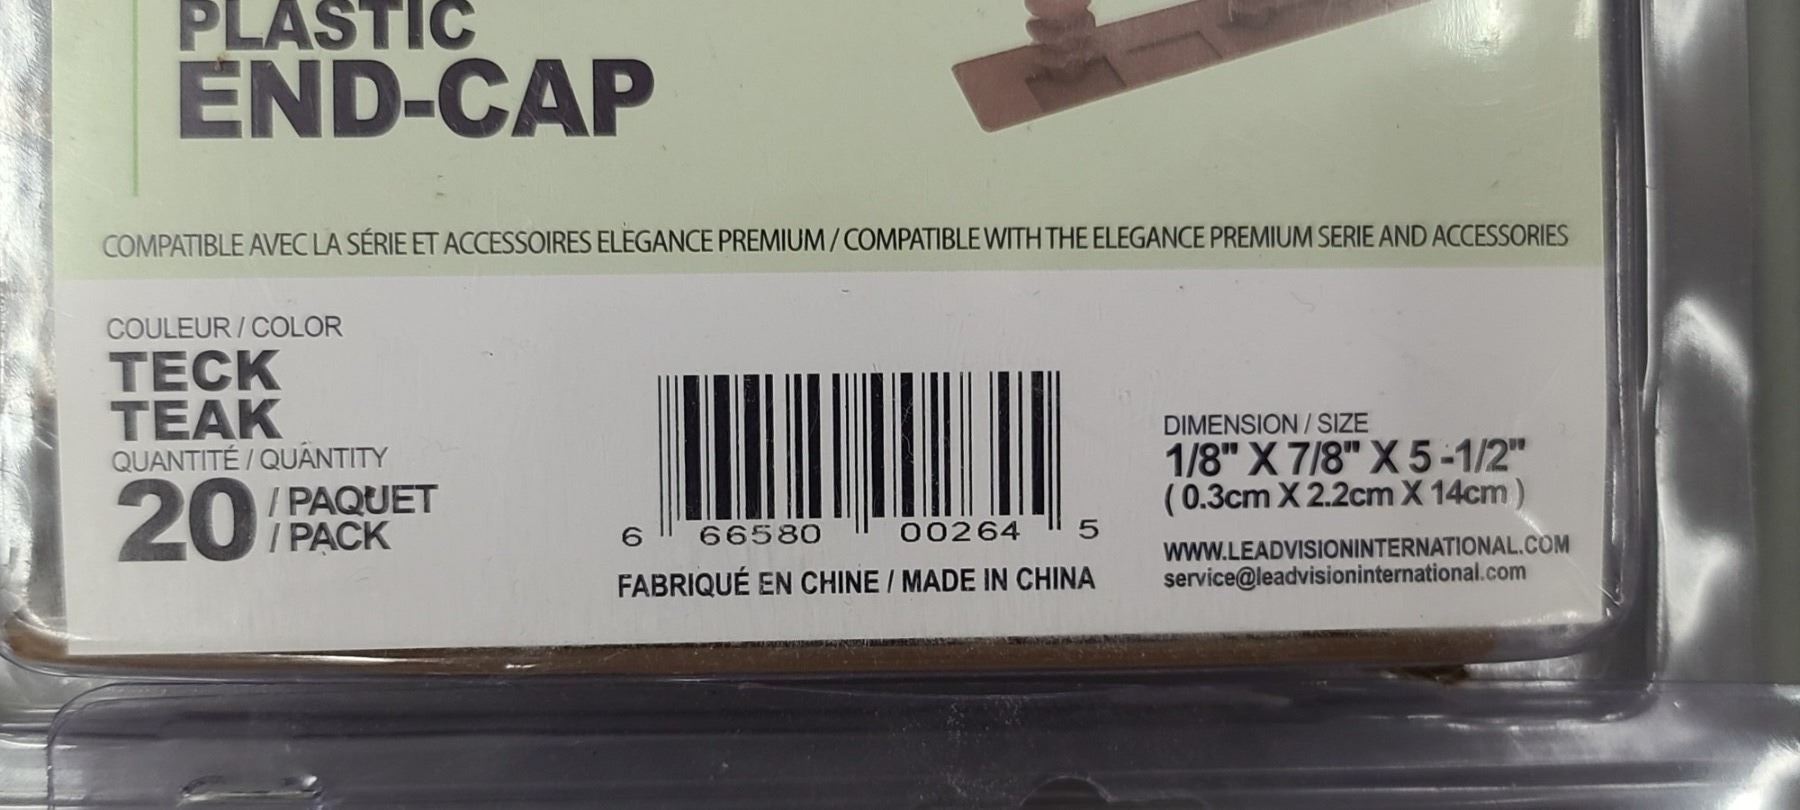 PLASTIC
END-CAP
COMPATIBLE AVEC LA SÉRIE ET ACCESSOIRES ELEGANCE PREMIUM / COMPATIBLE WITH THE ELEGANCE PREMIUM SERIE AND ACCESSORIES
COULEUR / COLOR
TECK
TEAK
QUANTITÉ / QUANTITY
20 / PAQUET
/ PACK
6 66580 00264 5
FABRIQUÉ EN CHINE / MADE IN CHINA
DIMENSION / SIZE
1/8" X 7/8" X 5 -1/2"
( 0.3cm X 2.2cm X 14cm )
WWW.LEADVISIONINTERNATIONAL.COM
service@leadvisioninternational.com